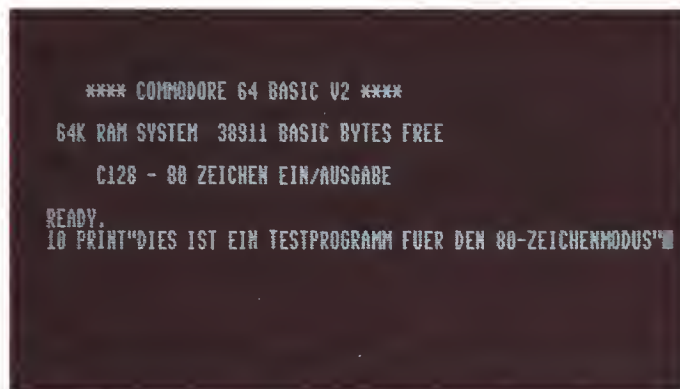 **** COMMODORE 64 BASIC V2 ****
64K RAM SYSTEM 38911 BASIC BYTES FREE
C128 - 80 ZEICHEN EIN/AUSGABE
READY.
10 PRINT"DIES IST EIN TESTPROGRAMM FUER DEN 80-ZEICHENMODUS"